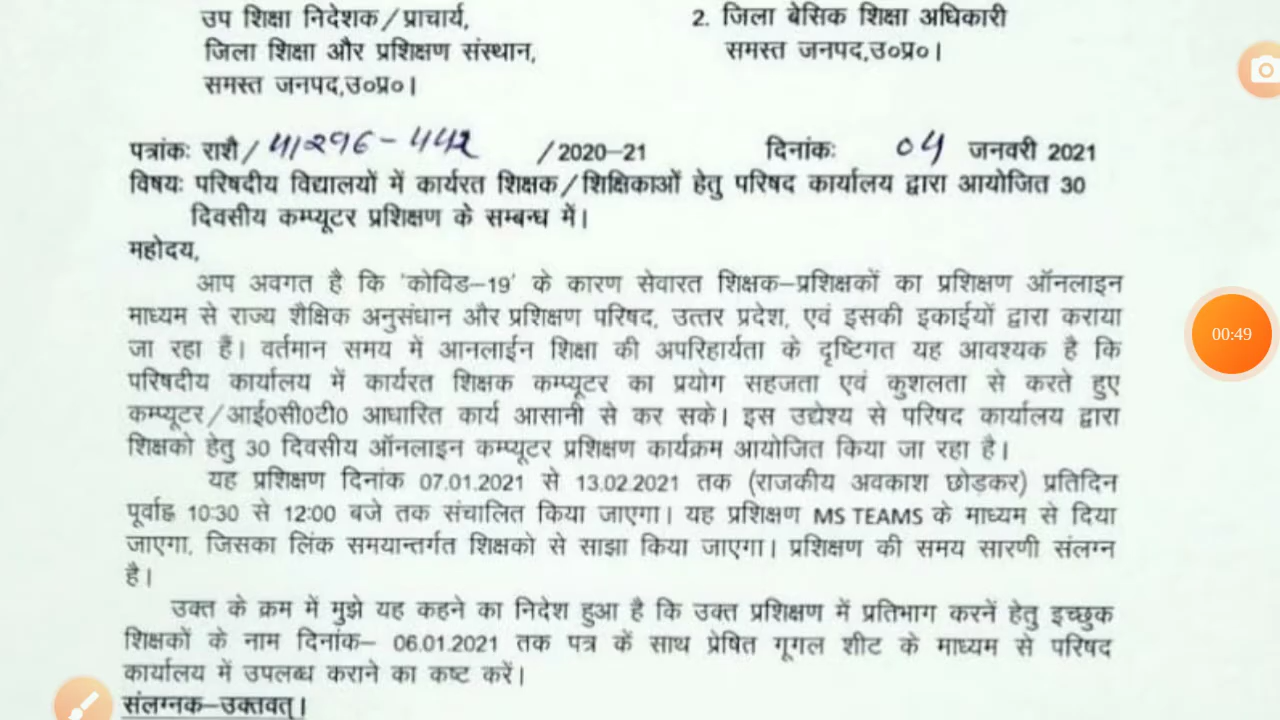 उप शिक्षा निदेशक/प्राचार्य,
2. जिला बेसिक शिक्षा अधिकारी
जिला शिक्षा और प्रशिक्षण संस्थान,
समस्त जनपद,उ०प्र०।
समस्त जनपद,उ०प्र०।
पत्रांकः राशै/ 41296-442 /2020-21 दिनांकः 04 जनवरी 2021
विषयः परिषदीय विद्यालयों में कार्यरत शिक्षक/शिक्षिकाओं हेतु परिषद कार्यालय द्वारा आयोजित 30
दिवसीय कम्प्यूटर प्रशिक्षण के सम्बन्ध में।
महोदय,
आप अवगत है कि 'कोविड-19' के कारण सेवारत शिक्षक-प्रशिक्षकों का प्रशिक्षण ऑनलाइन
माध्यम से राज्य शैक्षिक अनुसंधान और प्रशिक्षण परिषद, उत्तर प्रदेश, एवं इसकी इकाईयों द्वारा कराया
जा रहा हैं। वर्तमान समय में आनलाईन शिक्षा की अपरिहार्यता के दृष्टिगत यह आवश्यक है कि
परिषदीय कार्यालय में कार्यरत शिक्षक कम्प्यूटर का प्रयोग सहजता एवं कुशलता से करते हुए
कम्प्यूटर/आई0सी0टी0 आधारित कार्य आसानी से कर सके। इस उद्येश्य से परिषद कार्यालय द्वारा
शिक्षको हेतु 30 दिवसीय ऑनलाइन कम्प्यूटर प्रशिक्षण कार्यक्रम आयोजित किया जा रहा है।
यह प्रशिक्षण दिनांक 07.01.2021 से 13.02.2021 तक (राजकीय अवकाश छोड़कर) प्रतिदिन
पूर्वाह्न 10:30 से 12:00 बजे तक संचालित किया जाएगा। यह प्रशिक्षण MS TEAMS के माध्यम से दिया
जाएगा, जिसका लिंक समयान्तर्गत शिक्षको से साझा किया जाएगा। प्रशिक्षण की समय सारणी संलग्न
है।
उक्त के क्रम में मुझे यह कहने का निदेश हुआ है कि उक्त प्रशिक्षण में प्रतिभाग करनें हेतु इच्छुक
शिक्षकों के नाम दिनांक- 06.01.2021 तक पत्र कें साथ प्रेषित गूगल शीट के माध्यम से परिषद
कार्यालय में उपलब्ध कराने का कष्ट करें।
संलग्नक-उक्तवत्।
00:49